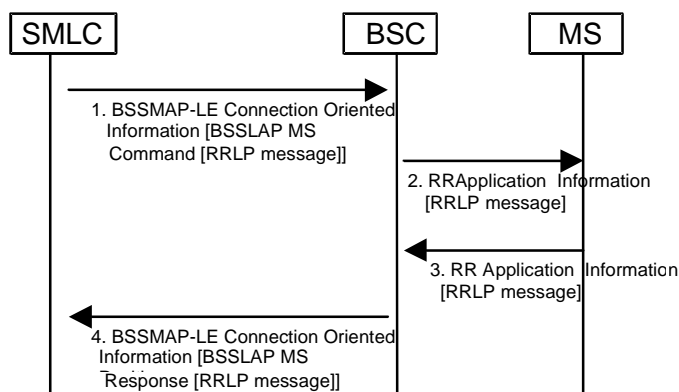 SMLC
BSC
MS
1. BSSMAP-LE Connection Oriented
Information [BSSLAP MS
Command [RRLP message]]
2. RRApplication Information
[RRLP message]
3. RR Application Information
[RRLP message]
4. BSSMAP-LE Connection Oriented
Information [BSSLAP MS
Response [RRLP message]]